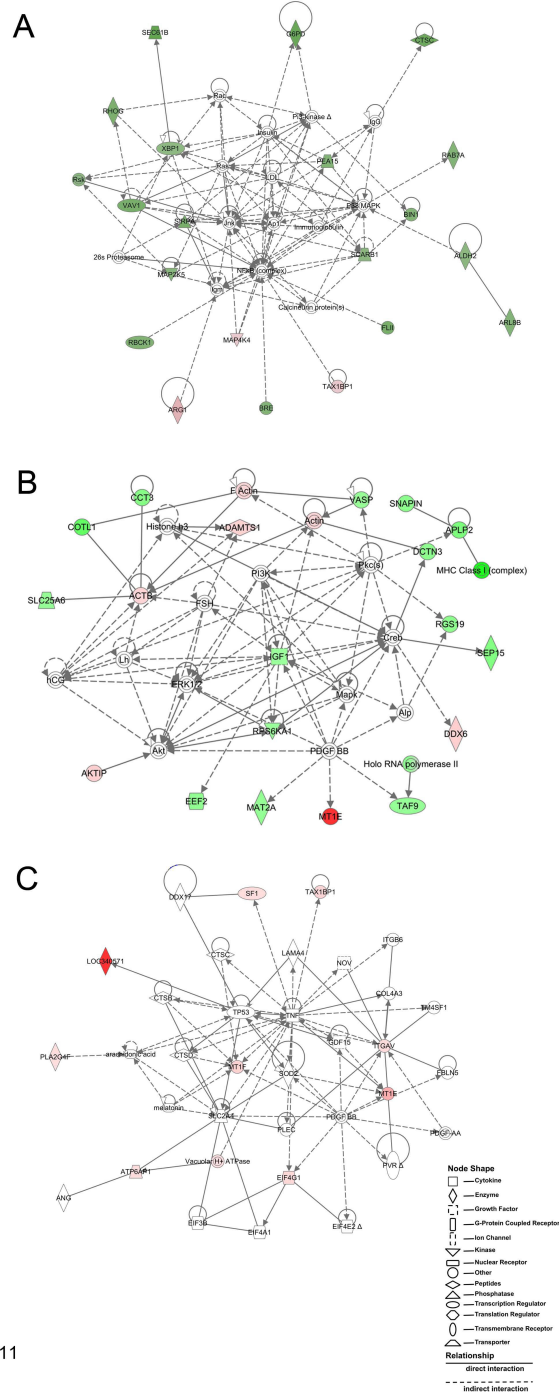 A
SEC61B
G6PD
CTSC
Rac
RHOG
PI3 kinase Δ
IgG
Insulin
XBP1
PEA15
RAB7A
Ras
LDL
Rsk
P38 MAPK
VAV1
BIN1
SIRPA
Jnk
Ap1
Immunoglobulin
26s Proteasome
SCARB1
ALDH2
NFkB (complex)
MAP2K5
Igm
Calcineurin protein(s)
ARL8B
FLII
RBCK1
MAP4K4
TAX1BP1
ARG1
BRE
B
F Actin
CCT3
VASP
SNAPIN
COTL1
Histone h3
ADAMTS1
Actin
APLP2
DCTN3
PI3K
Pkc(s)
MHC Class I (complex)
SLC25A6
ACTB
FSH
RGS19
Creb
Lh
IGF1
SEP15
hCG
ERK1/2
Mapk
Alp
RPS6KA1
DDX6
Akt
PDGF BB
AKTIP
Holo RNA polymerase II
EEF2
MAT2A
MT1E
TAF9
C
DDX17
SF1
TAX1BP1
ITGB6
LOC340571
CTSC
LAMA4
NOV
CTSB
COL4A3
TM4SF1
TP53
TNF
GDF15
ITGAV
PLA2G4F
arachidonic acid
CTSD
MT1F
SOD2
FBLN5
melatonin
MT1E
SLC2A4
PDGF BB
PLEC
PDGF-AA
Vacuolar H+ ATPase
PVR Δ
ATP6AP1
EIF4G1
ANG
EIF3B
EIF4A1
EIF4E2 Δ
Node Shape
Cytokine
Enzyme
Growth Factor
G-Protein Coupled Receptor
Ion Channel
Kinase
Nuclear Receptor
Other
Peptides
Phosphatase
Transcription Regulator
Translation Regulator
Transmembrane Receptor
Transporter
Relationship
direct interaction
indirect interaction
11